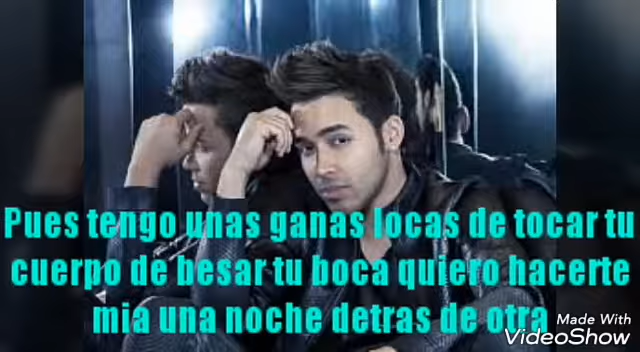 Pues tengo unas ganas locas de tocar tu
cuerpo de besar tu boca quiero hacerte
mia una noche detras de otra
Made With
VideoShow